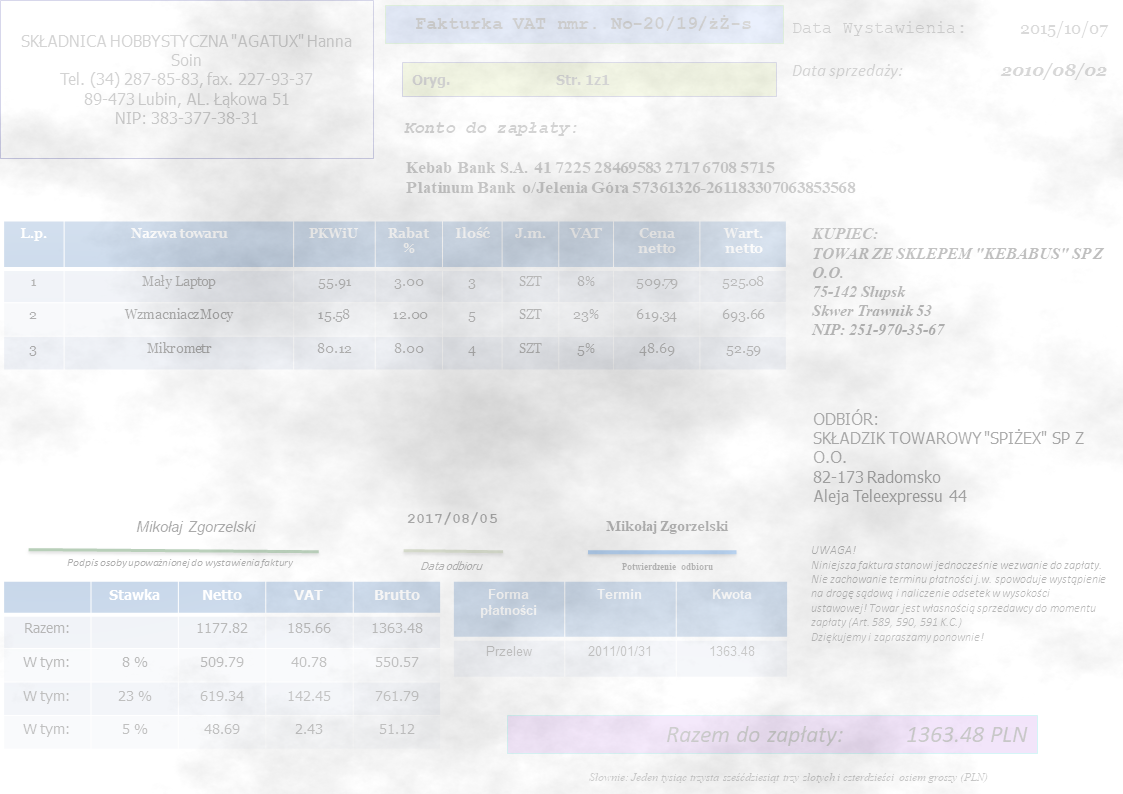 SKŁADNICA HOBBYSTYCZNA "AGATUX" Hanna
Soin
Tel. (34) 287-85-83, fax. 227-93-37
89-473 Lubin, AL. Łąkowa 51
NIP: 383-377-38-31
Fakturka VAT nmr. No-20/19/żŻ-s
Oryg. Str. 1z1
Data Wystawienia: 2015/10/07
Data sprzedaży: 2010/08/02
Konto do zapłaty:
Kebab Bank S.A. 41 7225 28469583 2717 6708 5715
Platinum Bank o/Jelenia Góra 57361326-261183307063853568
L.p. Nazwa towaru PKWiU Rabat % Ilość J.m. VAT Cena netto Wart. netto
1 Mały Laptop 55.91 3.00 3 SZT 8% 509.79 525.08
2 WzmacniaczMocy 15.58 12.00 5 SZT 23% 619.34 693.66
3 Mikrometr 80.12 8.00 4 SZT 5% 48.69 52.59
KUPIEC:
TOWAR ZE SKLEPEM "KEBABUS" SP Z
O.O.
75-142 Słupsk
Skwer Trawnik 53
NIP: 251-970-35-67
ODBIÓR:
SKŁADZIK TOWAROWY "SPIŻEX" SP Z
O.O.
82-173 Radomsko
Aleja Teleexpressu 44
Mikołaj Zgorzelski
Podpis osoby upoważnionej do wystawienia faktury
2017/08/05
Data odbioru
Mikołaj Zgorzelski
Potwierdzenie odbioru
UWAGA!
Niniejsza faktura stanowi jednocześnie wezwanie do zapłaty.
Nie zachowanie terminu płatności j.w. spowoduje wystąpienie
na drogę sądową i naliczenie odsetek w wysokości
ustawowej! Towar jest własnością sprzedawcy do momentu
zapłaty (Art. 589, 590, 591 K.C.)
Dziękujemy i zapraszamy ponownie!
Stawka Netto VAT Brutto
Razem: 1177.82 185.66 1363.48
W tym: 8 % 509.79 40.78 550.57
W tym: 23 % 619.34 142.45 761.79
W tym: 5 % 48.69 2.43 51.12
Forma płatności Termin Kwota
Przelew 2011/01/31 1363.48
Razem do zapłaty: 1363.48 PLN
Słownie: Jeden tysiąc trzysta sześćdziesiąt trzy złotych i czterdzieści osiem groszy (PLN)